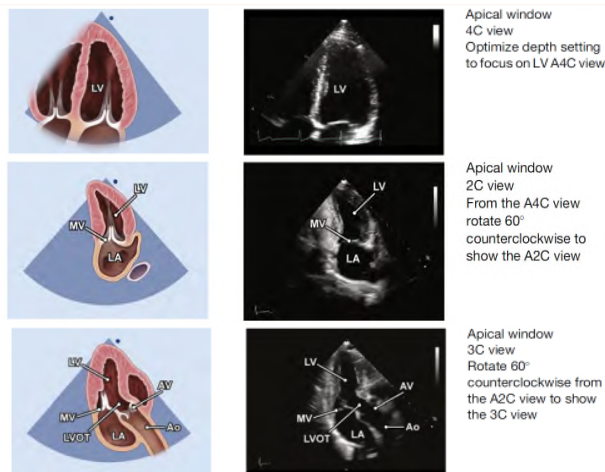 LV
LV
Apical window
4C view
Optimize depth setting
to focus on LV A4C view
LV
MV
LA
LV
MV
LA
Apical window
2C view
From the A4C view
rotate 60°
counterclockwise to
show the A2C view
LV
AV
MV
LVOT
LA
Ao
LV
AV
MV
LVOT
LA
Ao
Apical window
3C view
Rotate 60°
counterclockwise from
the A2C view to show
the 3C view